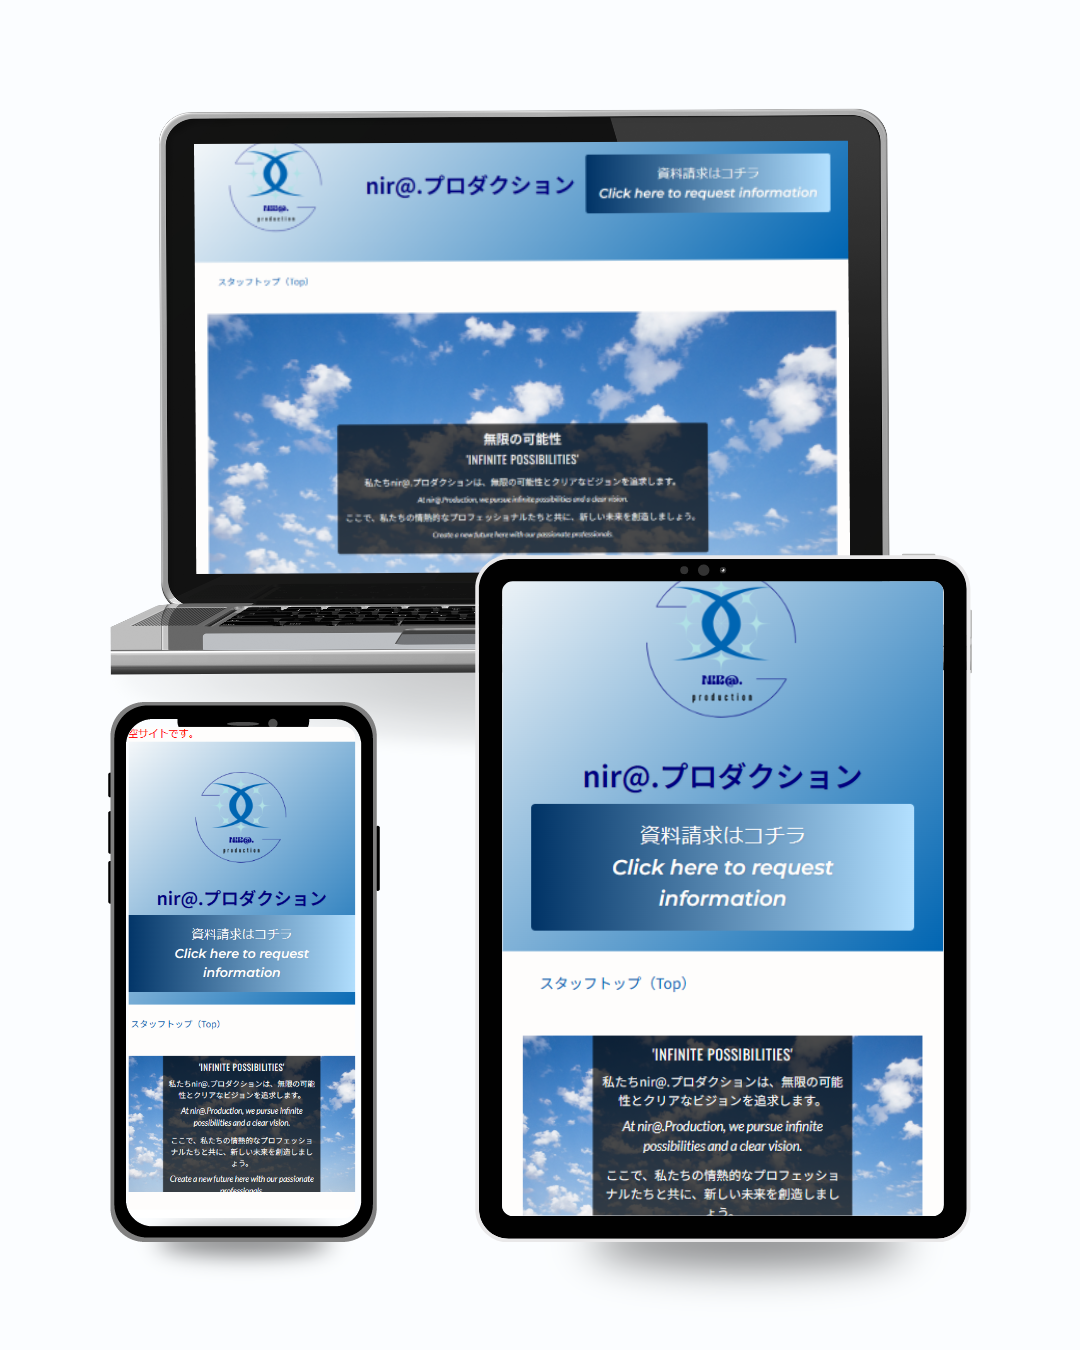 NIR@.
production
nir@.プロダクション
資料請求はコチラ
Click here to request information
スタッフトップ（Top）
無限の可能性
'INFINITE POSSIBILITIES'
私たちnir@.プロダクションは、無限の可能性とクリアなビジョンを追求します。
At nir@.Production, we pursue infinite possibilities and a clear vision.
ここで、私たちの情熱的なプロフェッショナルたちと共に、新しい未来を創造しましょう。
Create a new future here with our passionate professionals.
NIR@.
production
nir@.プロダクション
資料請求はコチラ
Click here to request
information
スタッフトップ（Top）
'INFINITE POSSIBILITIES'
私たちnir@.プロダクションは、無限の可能
性とクリアなビジョンを追求します。
At nir@.Production, we pursue infinite
possibilities and a clear vision.
ここで、私たちの情熱的なプロフェッショ
ナルたちと共に、新しい未来を創造しまし
ょう。
空サイトです。
NIR@.
production
nir@.プロダクション
資料請求はコチラ
Click here to request
information
スタッフトップ（Top）
'INFINITE POSSIBILITIES'
私たちnir@.プロダクションは、無限の可能
性とクリアなビジョンを追求します。
At nir@.Production, we pursue infinite
possibilities and a clear vision.
ここで、私たちの情熱的なプロフェッショ
ナルたちと共に、新しい未来を創造しまし
ょう。
Create a new future here with our passionate
professionals.